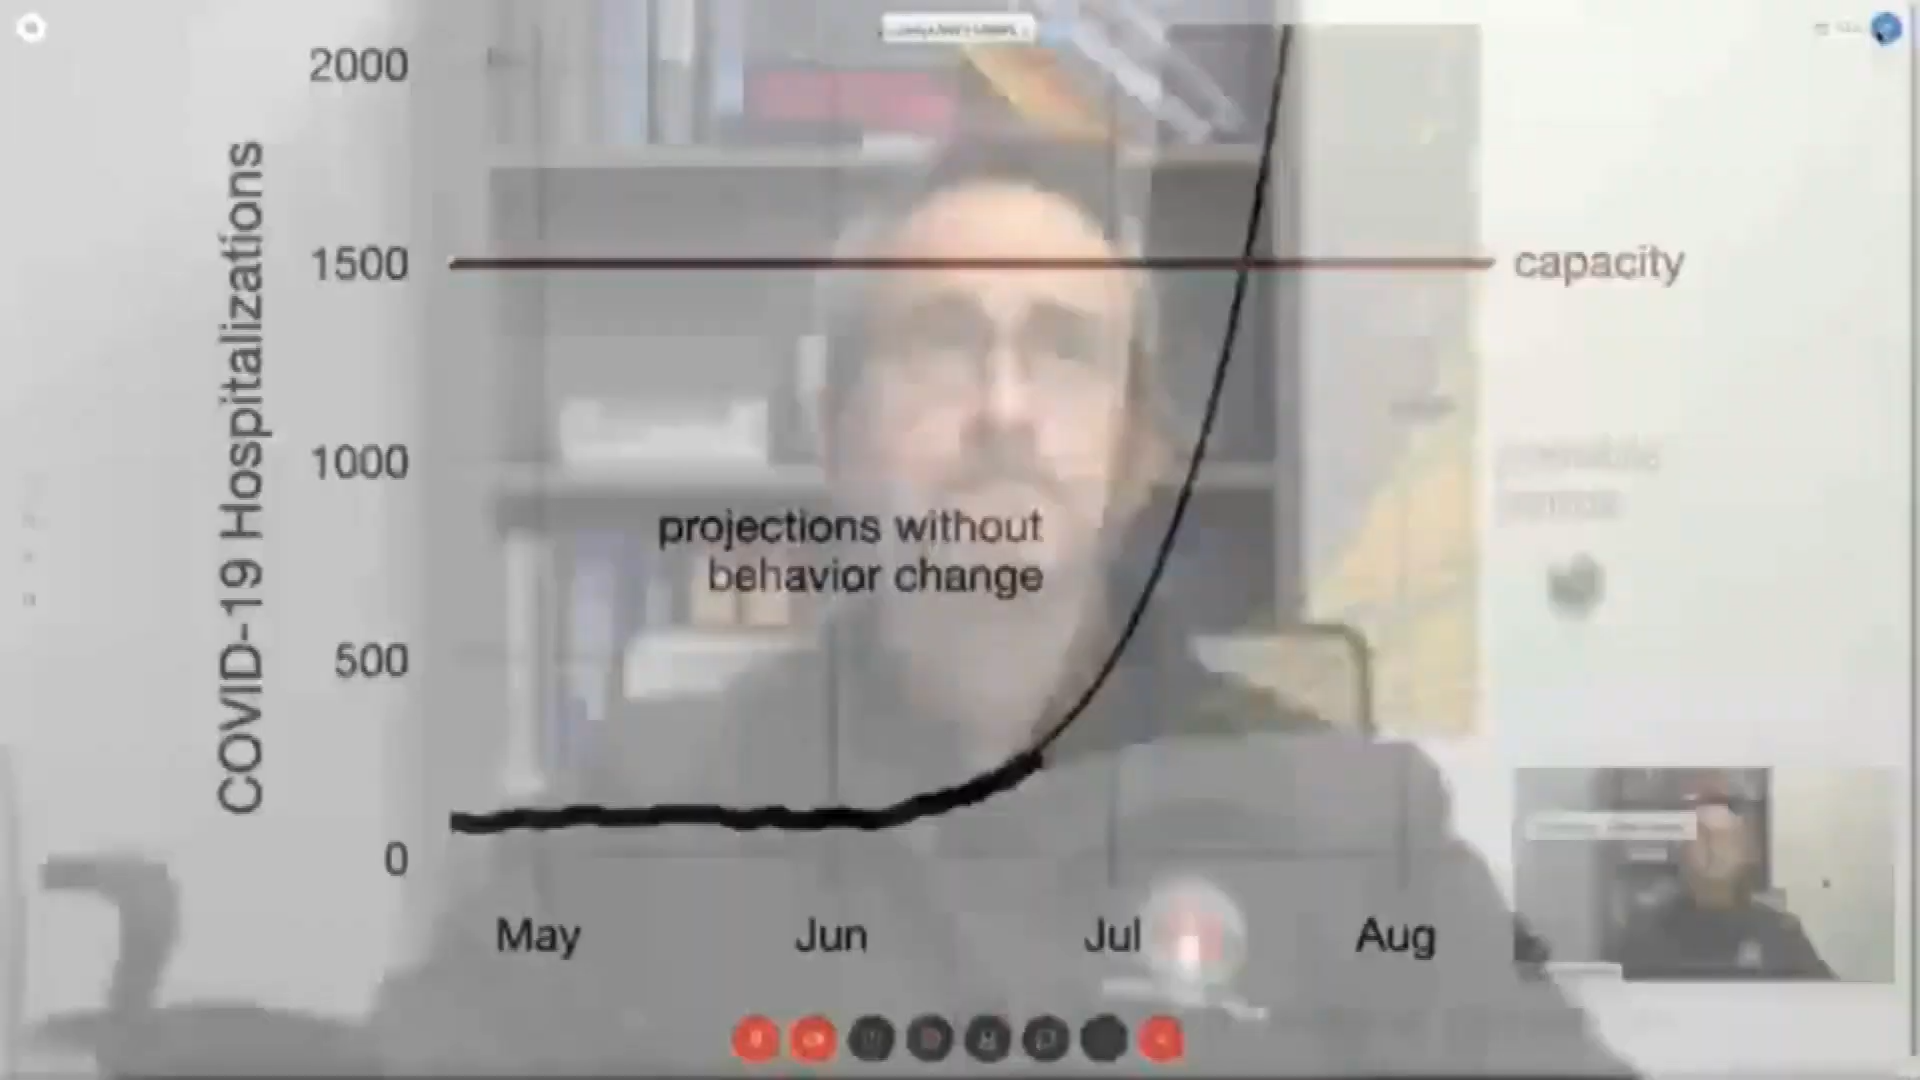 2000
COVID-19 Hospitalizations
1500
capacity
1000
projections without
behavior change
500
0
May
Jun
Jul
Aug